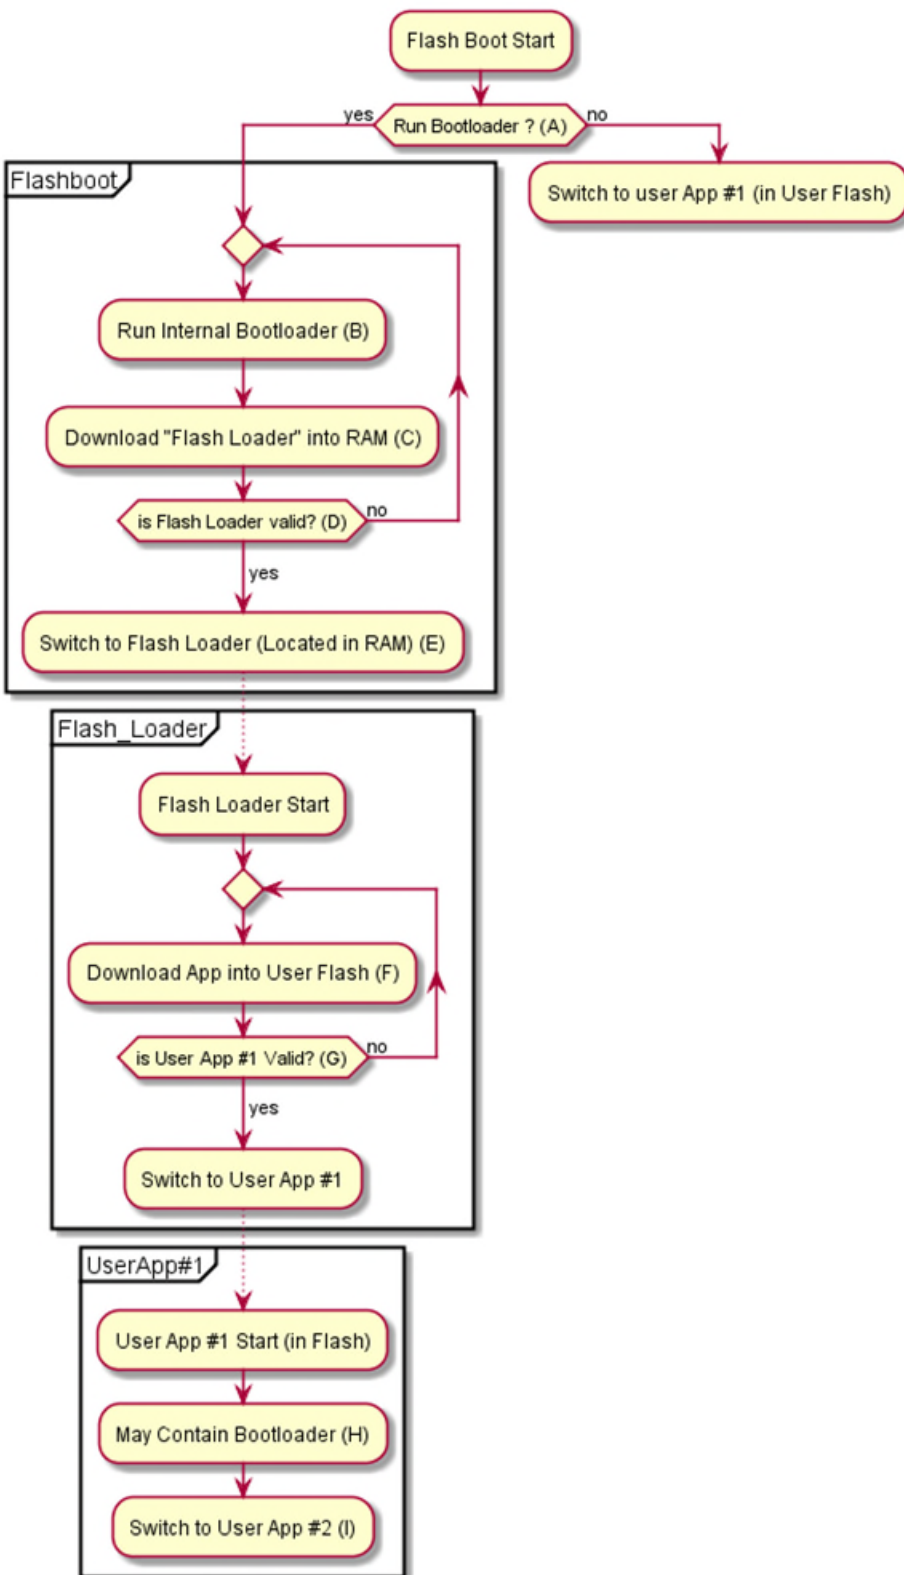 Flash Boot Start
yes
Run Bootloader ? (A)
no
Switch to user App #1 (in User Flash)
Flashboot
Run Internal Bootloader (B)
Download "Flash Loader" into RAM (C)
is Flash Loader valid? (D)
no
yes
Switch to Flash Loader (Located in RAM) (E)
Flash_Loader
Flash Loader Start
Download App into User Flash (F)
is User App #1 Valid? (G)
no
yes
Switch to User App #1
UserApp#1
User App #1 Start (in Flash)
May Contain Bootloader (H)
Switch to User App #2 (I)